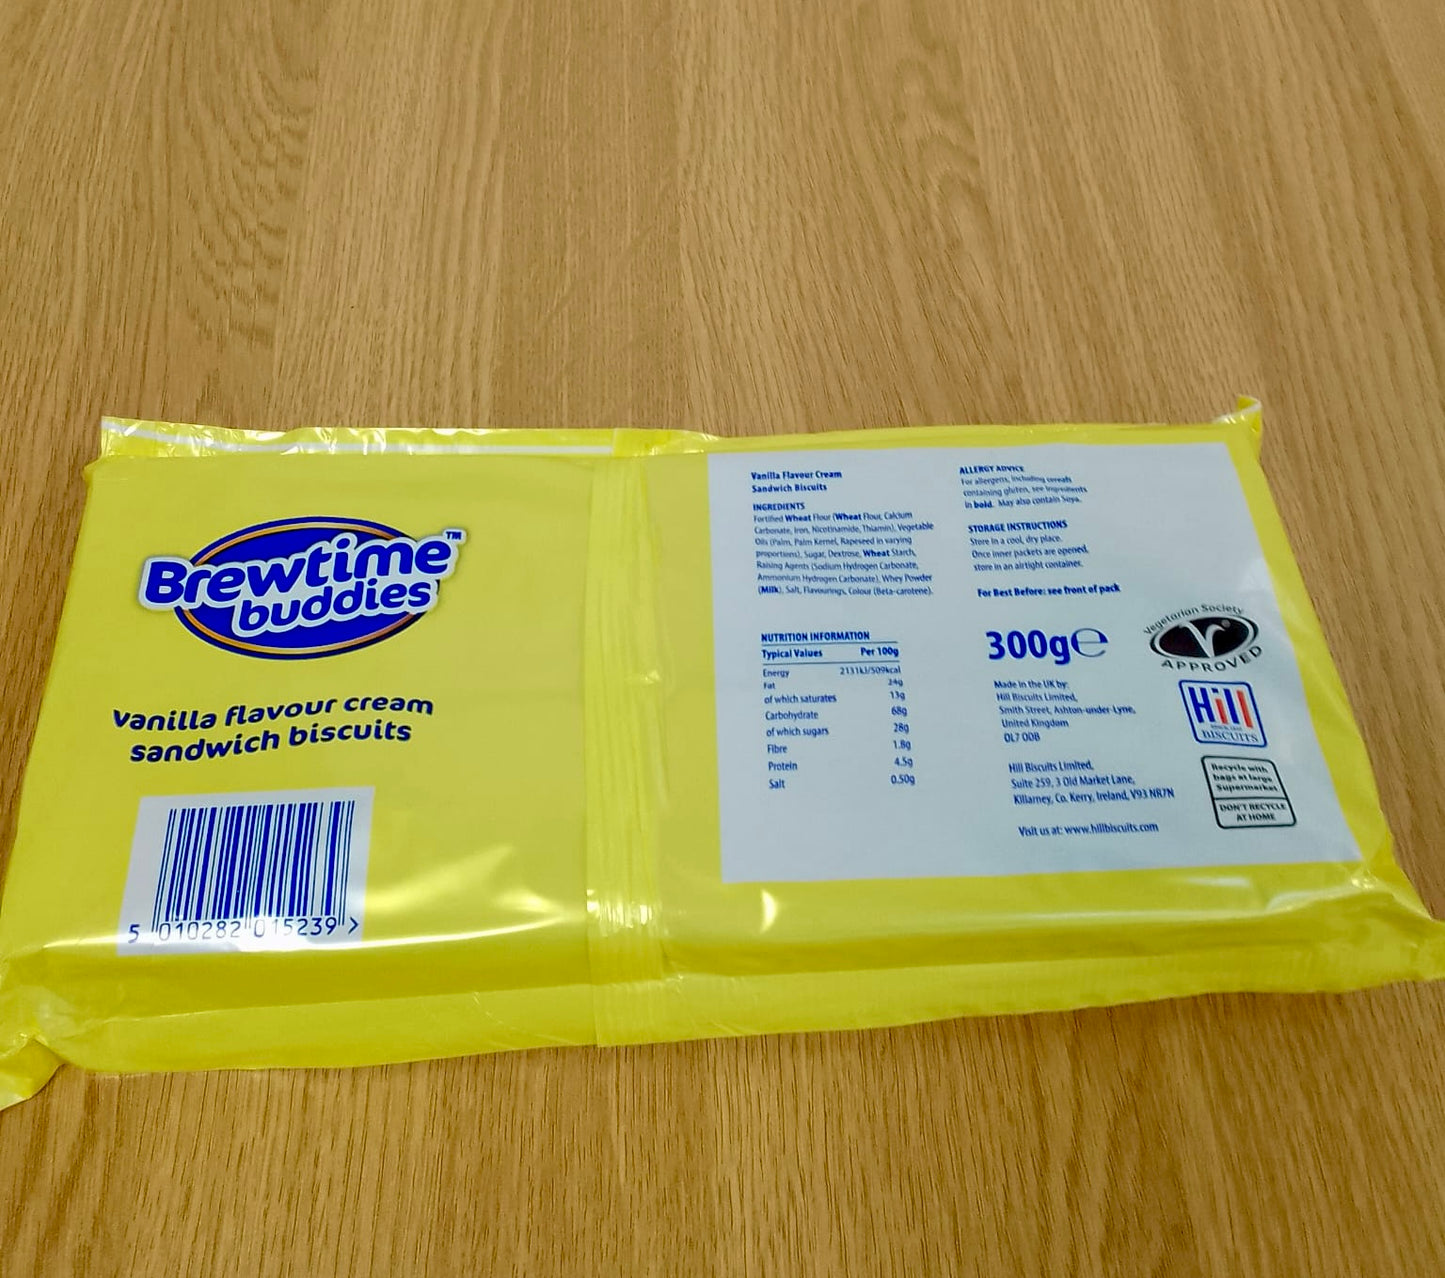 Brewtime
buddies™
Vanilla flavour cream
sandwich biscuits
5 010282 015239 >
Vanilla Flavour Cream
Sandwich Biscuits
INGREDIENTS
Fortified Wheat Flour (Wheat Flour, Calcium
Carbonate, Iron, Nicotinamide, Thiamin), Vegetable
Oils (Palm, Palm Kernel, Rapeseed in varying
proportions), Sugar, Dextrose, Wheat Starch,
Raising Agents (Sodium Hydrogen Carbonate,
Ammonium Hydrogen Carbonate), Whey Powder
(Milk), Salt, Flavourings, Colour (Beta-carotene).
NUTRITION INFORMATION
Typical Values Per 100g
Energy 2131kJ/509kcal
Fat 24g
of which saturates 13g
Carbohydrate 68g
of which sugars 28g
Fibre 1.8g
Protein 4.5g
Salt 0.50g
ALLERGY ADVICE
For allergens, including cereals
containing gluten, see ingredients
in bold. May also contain Soya.
STORAGE INSTRUCTIONS
Store in a cool, dry place.
Once inner packets are opened,
store in an airtight container.
For Best Before: see front of pack
300g℮
Vegetarian Society
APPROVED
Made in the UK by:
Hill Biscuits Limited,
Smith Street, Ashton-under-Lyne,
United Kingdom
OL7 0DB
Hill
BISCUITS
Hill Biscuits Limited,
Suite 259, 3 Old Market Lane,
Killarney, Co. Kerry, Ireland, V93 NR7N
Visit us at: www.hillbiscuits.com
Recycle with
bags at large
Supermarket
DON'T RECYCLE
AT HOME